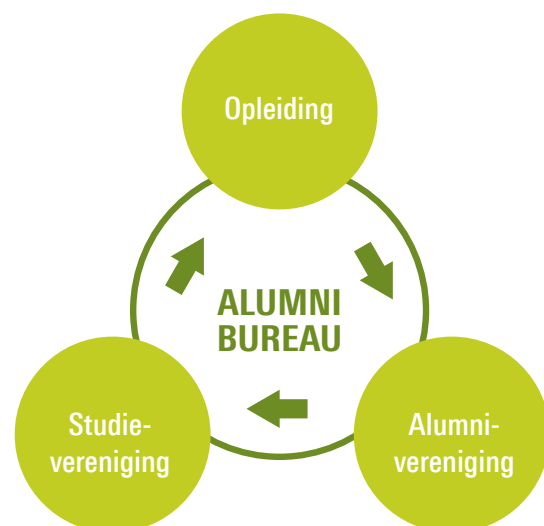 Opleiding
ALUMNI
BUREAU
Studie-
vereniging
Alumni-
vereniging